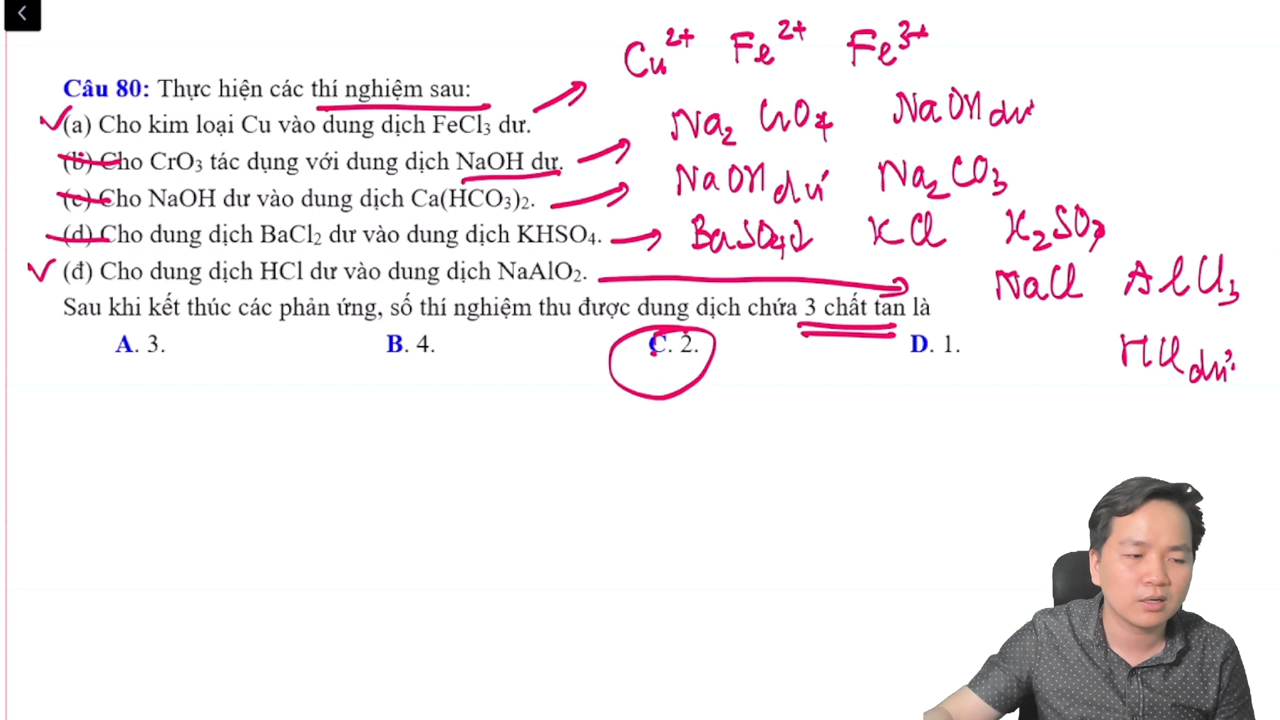 Cu²⁺ Fe²⁺ Fe³⁺
Câu 80: Thực hiện các thí nghiệm sau:
(a) Cho kim loại Cu vào dung dịch FeCl₃ dư.
Na₂CrO₄ NaOH dư
(b) Cho CrO₃ tác dụng với dung dịch NaOH dư.
NaOH dư Na₂CO₃
(c) Cho NaOH dư vào dung dịch Ca(HCO₃)₂.
(d) Cho dung dịch BaCl₂ dư vào dung dịch KHSO₄.
BaSO₄↓ KCl
(đ) Cho dung dịch HCl dư vào dung dịch NaAlO₂.
NaCl AlCl₃
Sau khi kết thúc các phản ứng, số thí nghiệm thu được dung dịch chứa 3 chất tan là
A. 3. B. 4. C. 2. D. 1.
HCl dư